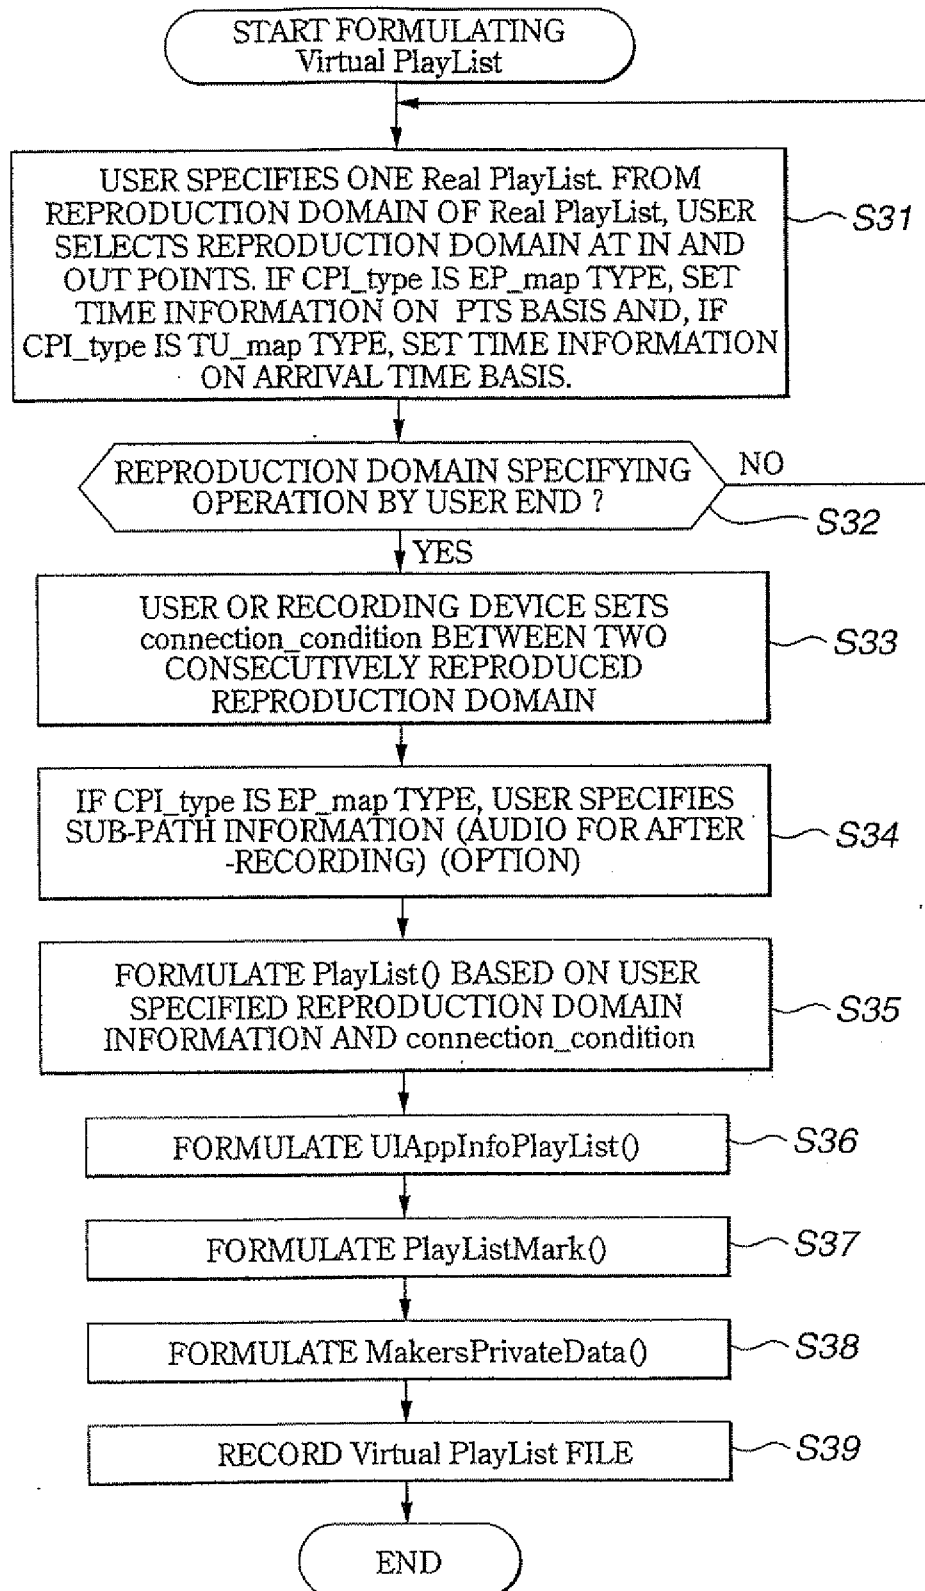 START FORMULATING
Virtual PlayList
USER SPECIFIES ONE Real PlayList. FROM
REPRODUCTION DOMAIN OF Real PlayList, USER
SELECTS REPRODUCTION DOMAIN AT IN AND
OUT POINTS. IF CPI_type IS EP_map TYPE, SET
TIME INFORMATION ON PTS BASIS AND, IF
CPI_type IS TU_map TYPE, SET TIME INFORMATION
ON ARRIVAL TIME BASIS.
S31
REPRODUCTION DOMAIN SPECIFYING
OPERATION BY USER END ?
NO
S32
YES
USER OR RECORDING DEVICE SETS
connection_condition BETWEEN TWO
CONSECUTIVELY REPRODUCED
REPRODUCTION DOMAIN
S33
IF CPI_type IS EP_map TYPE, USER SPECIFIES
SUB-PATH INFORMATION (AUDIO FOR AFTER
-RECORDING) (OPTION)
S34
FORMULATE PlayList() BASED ON USER
SPECIFIED REPRODUCTION DOMAIN
INFORMATION AND connection_condition
S35
FORMULATE UIAppInfoPlayList()
S36
FORMULATE PlayListMark()
S37
FORMULATE MakersPrivateData()
S38
RECORD Virtual PlayList FILE
S39
END